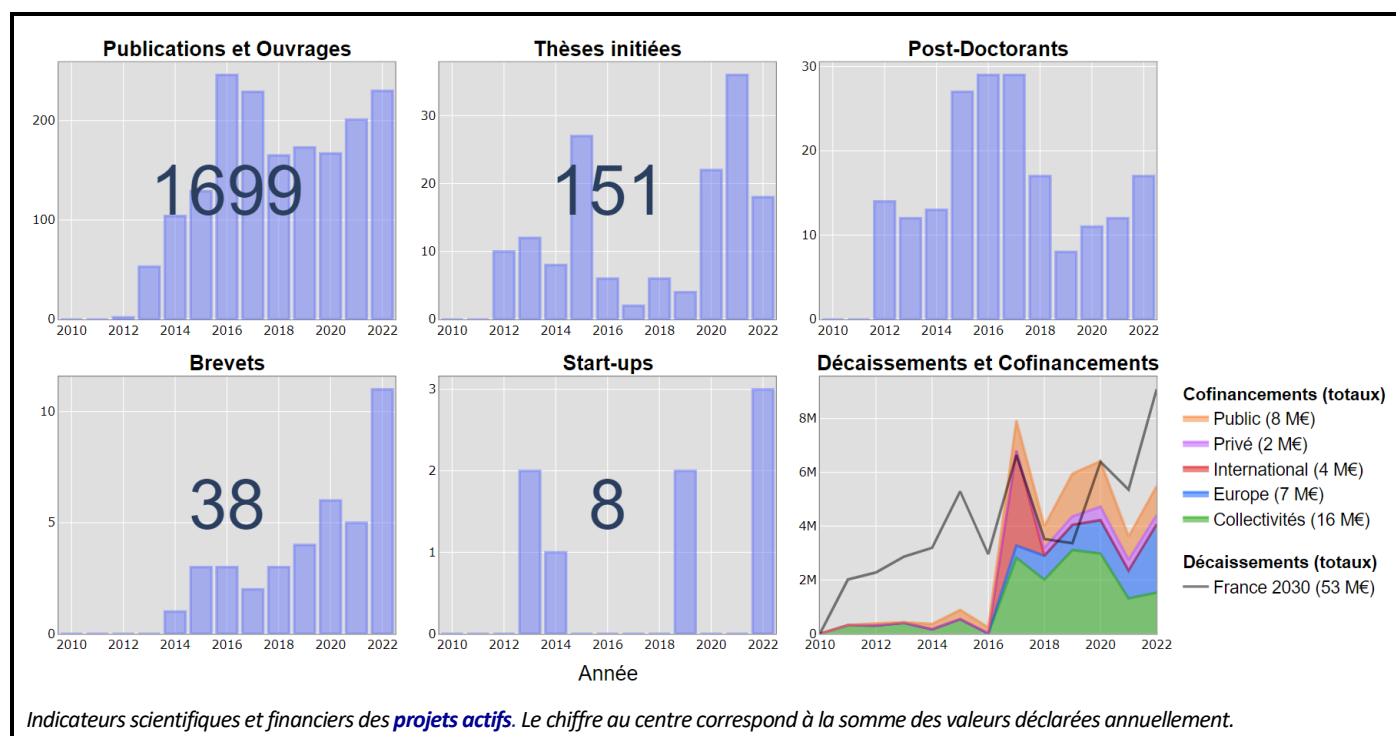 Publications et Ouvrages
200
100
0
1699
2010 2012 2014 2016 2018 2020 2022
Thèses initiées
30
20
10
0
151
2010 2012 2014 2016 2018 2020 2022
Post-Doctorants
30
20
10
0
2010 2012 2014 2016 2018 2020 2022
Brevets
10
5
0
38
2010 2012 2014 2016 2018 2020 2022
Start-ups
3
2
1
0
8
2010 2012 2014 2016 2018 2020 2022
Année
Décaissements et Cofinancements
8M
6M
4M
2M
0
2010 2012 2014 2016 2018 2020 2022
Cofinancements (totaux)
Public (8 M€)
Privé (2 M€)
International (4 M€)
Europe (7 M€)
Collectivités (16 M€)
Décaissements (totaux)
France 2030 (53 M€)
Indicateurs scientifiques et financiers des projets actifs. Le chiffre au centre correspond à la somme des valeurs déclarées annuellement.